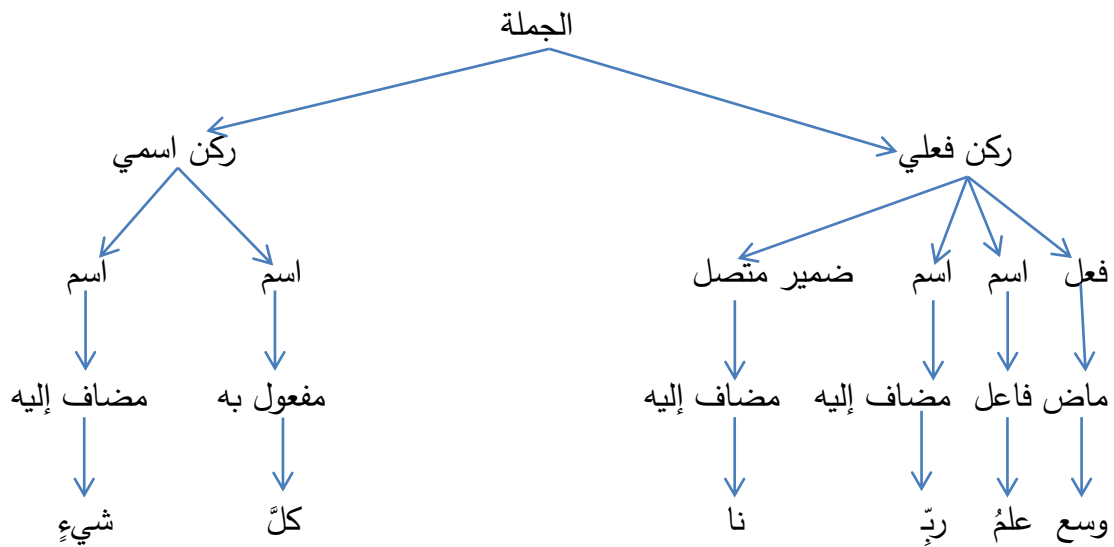 الجملة
ركن فعلي ركن اسمي
فعل اسم اسم ضمير متصل اسم اسم
ماض فاعل مضاف إليه مضاف إليه مفعول به مضاف إليه
وسع علمُ ربِّ نا كلَّ شيءٍ